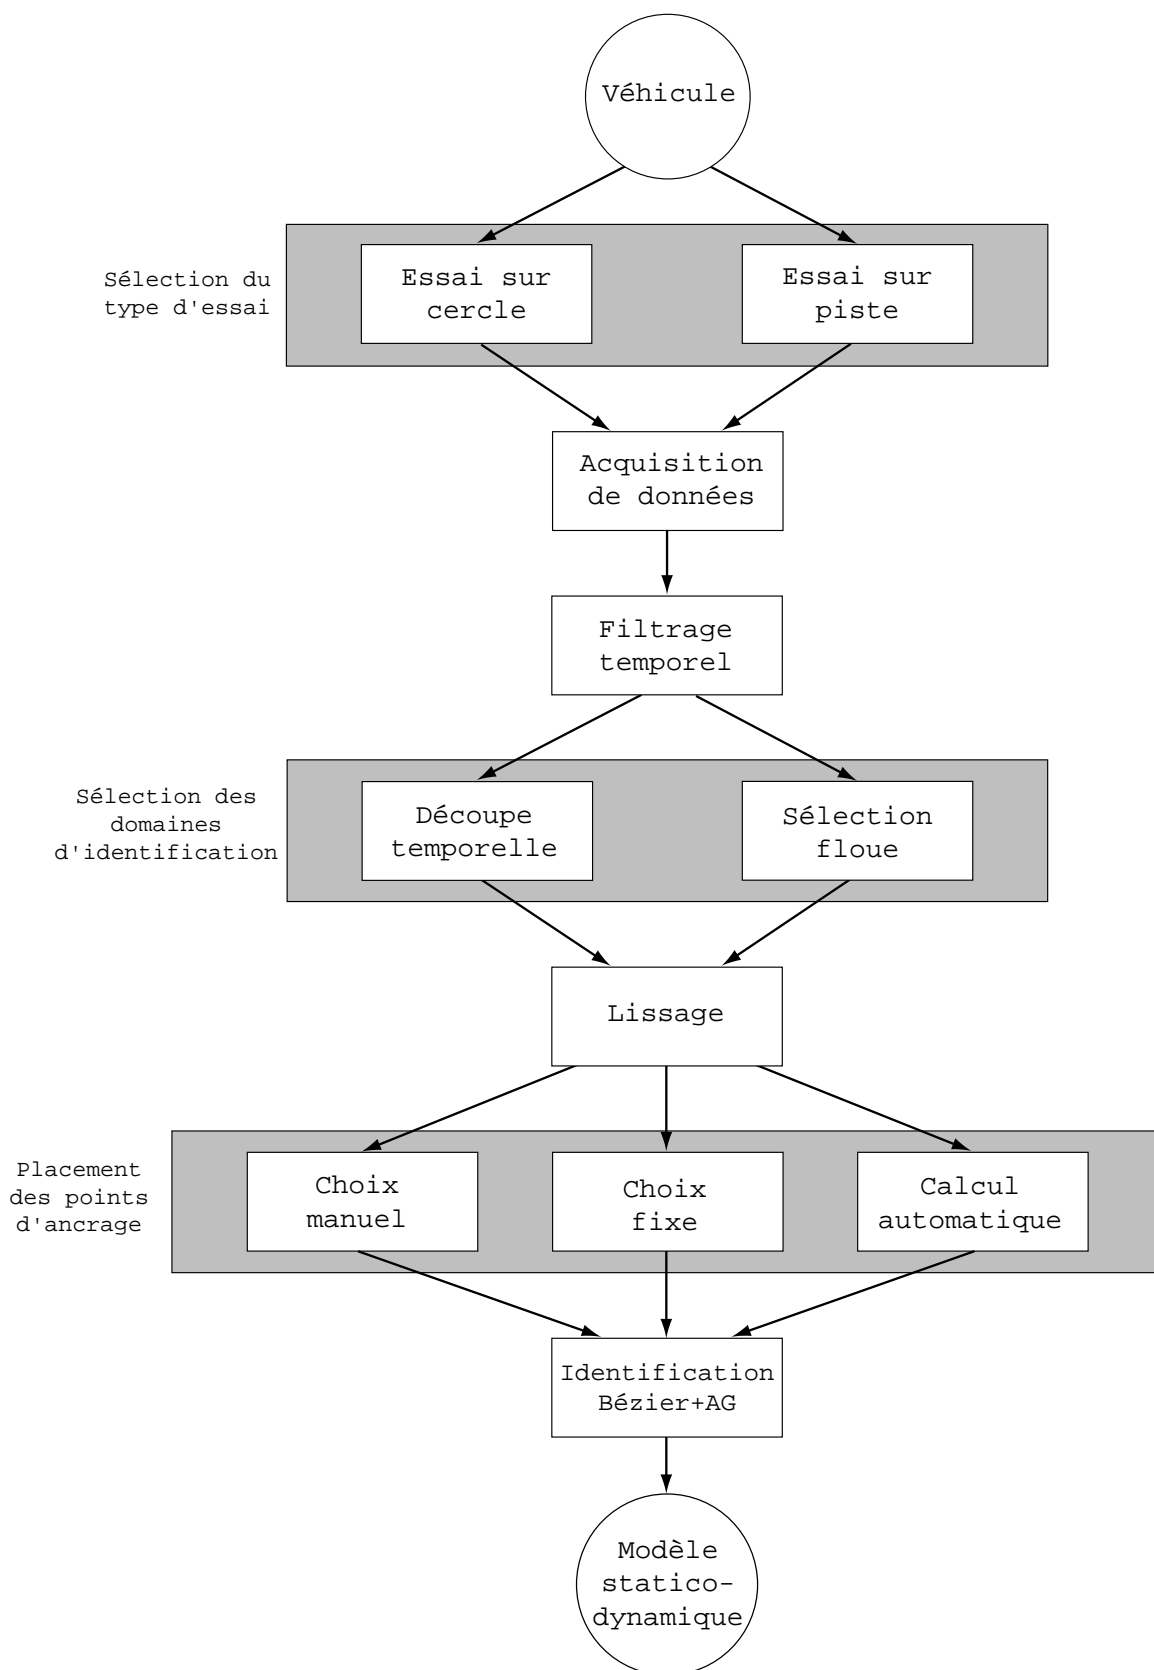 Véhicule
Sélection du
type d'essai
Essai sur
cercle
Essai sur
piste
Acquisition
de données
Filtrage
temporel
Sélection des
domaines
d'identification
Découpe
temporelle
Sélection
floue
Lissage
Placement
des points
d'ancrage
Choix
manuel
Choix
fixe
Calcul
automatique
Identification
Bézier+AG
Modèle
statico-
dynamique